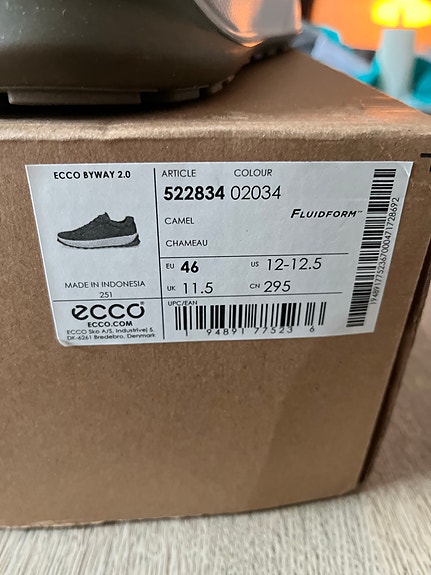 ECCO BYWAY 2.0
MADE IN INDONESIA
251
ecco®
ECCO.COM
ECCO Sko A/S, Industrivej 5,
DK-6261 Bredebro, Denmark
ARTICLE COLOUR
522834 02034
CAMEL
CHAMEAU
FLUIDFORM™
EU 46 US 12-12.5
UK 11.5 CN 295
UPC/EAN
1 94891 77523 6
1948917752367000471728692